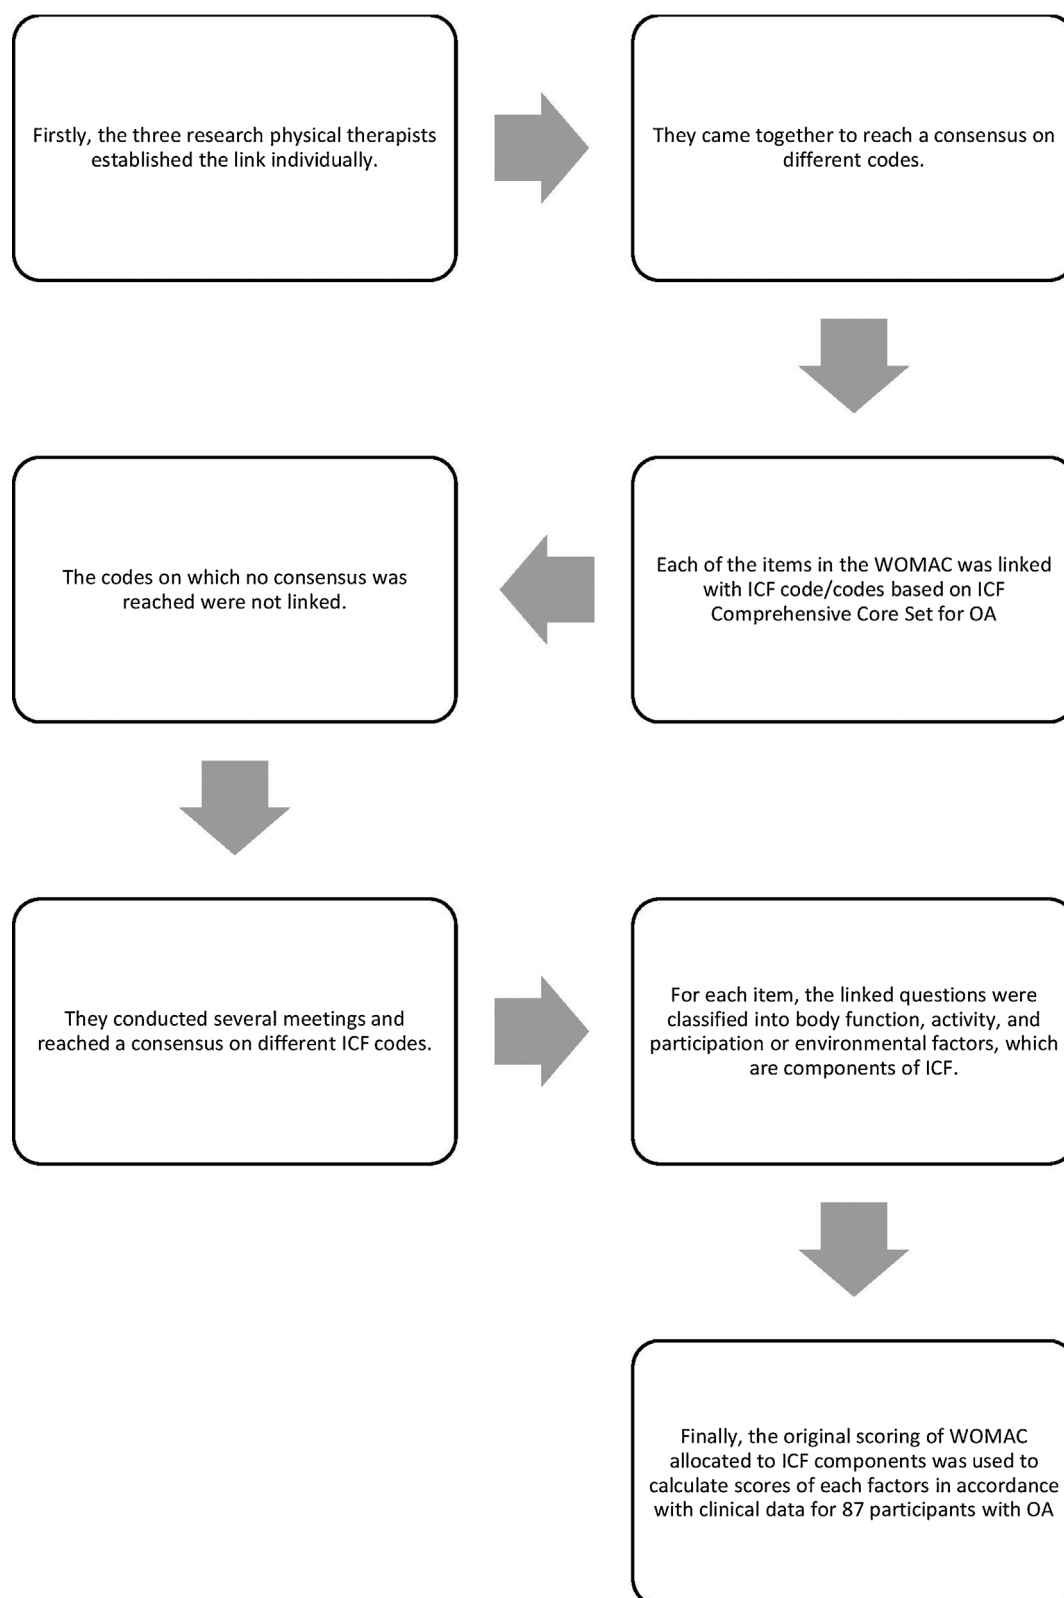 Firstly, the three research physical therapists
established the link individually.
They came together to reach a consensus on
different codes.
Each of the items in the WOMAC was linked
with ICF code/codes based on ICF
Comprehensive Core Set for OA
The codes on which no consensus was
reached were not linked.
They conducted several meetings and
reached a consensus on different ICF codes.
For each item, the linked questions were
classified into body function, activity, and
participation or environmental factors, which
are components of ICF.
Finally, the original scoring of WOMAC
allocated to ICF components was used to
calculate scores of each factors in accordance
with clinical data for 87 participants with OA